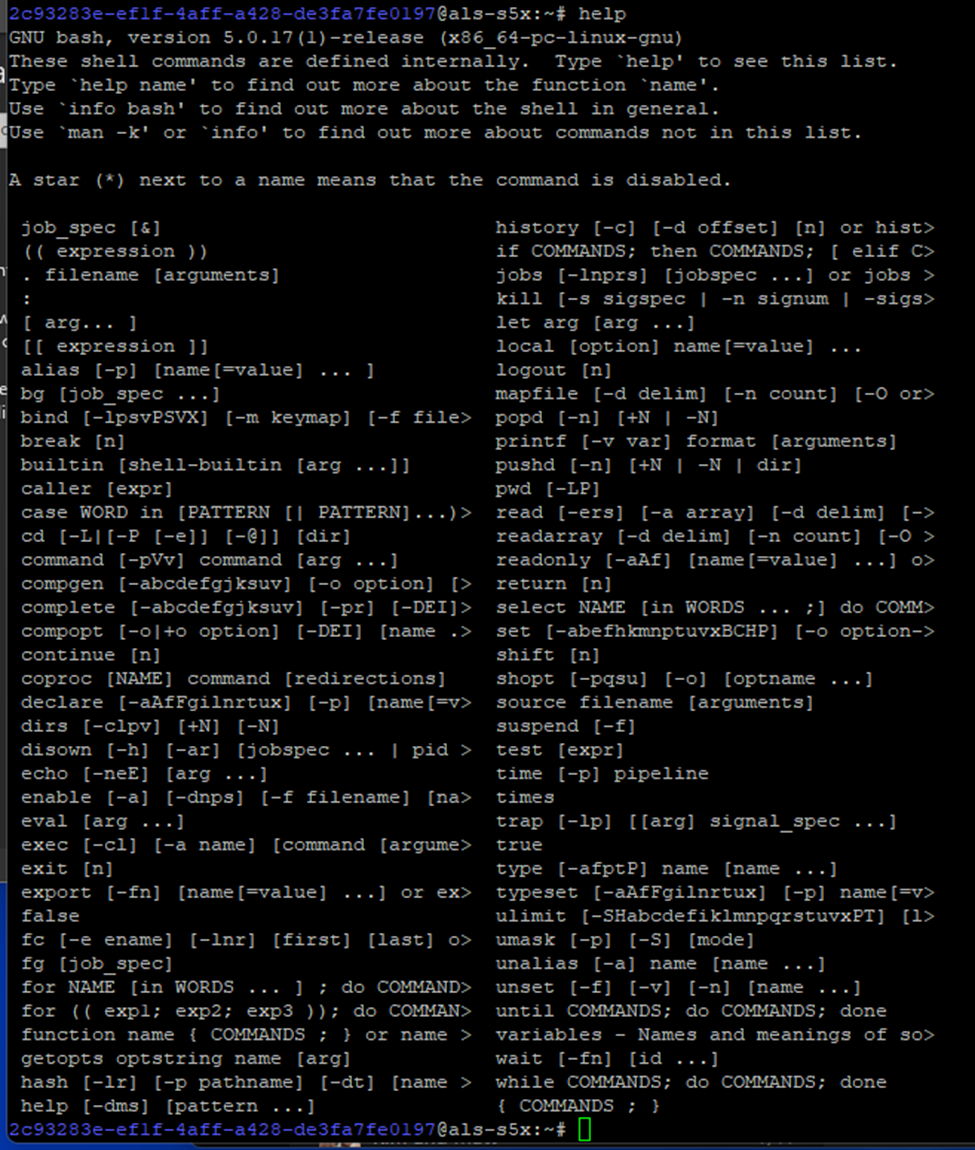 2c93283e-ef1f-4aff-a428-de3fa7fe0197@als-s5x:~# help
GNU bash, version 5.0.17(1)-release (x86_64-pc-linux-gnu)
These shell commands are defined internally.  Type `help' to see this list.
Type `help name' to find out more about the function `name'.
Use `info bash' to find out more about the shell in general.
Use `man -k' or `info' to find out more about commands not in this list.

A star (*) next to a name means that the command is disabled.

 job_spec [&]                            history [-c] [-d offset] [n] or hist>
 (( expression ))                        if COMMANDS; then COMMANDS; [ elif C>
 . filename [arguments]                  jobs [-lnprs] [jobspec ...] or jobs >
 :                                       kill [-s sigspec | -n signum | -sigs>
 [ arg... ]                              let arg [arg ...]
 [[ expression ]]                        local [option] name[=value] ...
 alias [-p] [name[=value] ... ]          logout [n]
 bg [job_spec ...]                       mapfile [-d delim] [-n count] [-O or>
 bind [-lpsvPSVX] [-m keymap] [-f file>  popd [-n] [+N | -N]
 break [n]                               printf [-v var] format [arguments]
 builtin [shell-builtin [arg ...]]       pushd [-n] [+N | -N | dir]
 caller [expr]                           pwd [-LP]
 case WORD in [PATTERN [| PATTERN]...)>  read [-ers] [-a array] [-d delim] [->
 cd [-L|[-P [-e]] [-@]] [dir]            readarray [-d delim] [-n count] [-O >
 command [-pVv] command [arg ...]        readonly [-aAf] [name[=value] ...] o>
 compgen [-abcdefgjksuv] [-o option] [>  return [n]
 complete [-abcdefgjksuv] [-pr] [-DEI]>  select NAME [in WORDS ... ;] do COMM>
 compopt [-o|+o option] [-DEI] [name .>  set [-abefhkmnptuvxBCHP] [-o option->
 continue [n]                            shift [n]
 coproc [NAME] command [redirections]    shopt [-pqsu] [-o] [optname ...]
 declare [-aAfFgilnrtux] [-p] [name[=v>  source filename [arguments]
 dirs [-clpv] [+N] [-N]                  suspend [-f]
 disown [-h] [-ar] [jobspec ... | pid >  test [expr]
 echo [-neE] [arg ...]                   time [-p] pipeline
 enable [-a] [-dnps] [-f filename] [na>  times
 eval [arg ...]                          trap [-lp] [[arg] signal_spec ...]
 exec [-cl] [-a name] [command [argume>  true
 exit [n]                                type [-afptP] name [name ...]
 export [-fn] [name[=value] ...] or ex>  typeset [-aAfFgilnrtux] [-p] name[=v>
 false                                   ulimit [-SHabcdefiklmnpqrstuvxPT] [l>
 fc [-e ename] [-lnr] [first] [last] o>  umask [-p] [-S] [mode]
 fg [job_spec]                           unalias [-a] name [name ...]
 for NAME [in WORDS ... ] ; do COMMAND>  unset [-f] [-v] [-n] [name ...]
 for (( exp1; exp2; exp3 )); do COMMAN>  until COMMANDS; do COMMANDS; done
 function name { COMMANDS ; } or name >  variables - Names and meanings of so>
 getopts optstring name [arg]            wait [-fn] [id ...]
 hash [-lr] [-p pathname] [-dt] [name >  while COMMANDS; do COMMANDS; done
 help [-dms] [pattern ...]               { COMMANDS ; }
2c93283e-ef1f-4aff-a428-de3fa7fe0197@als-s5x:~#